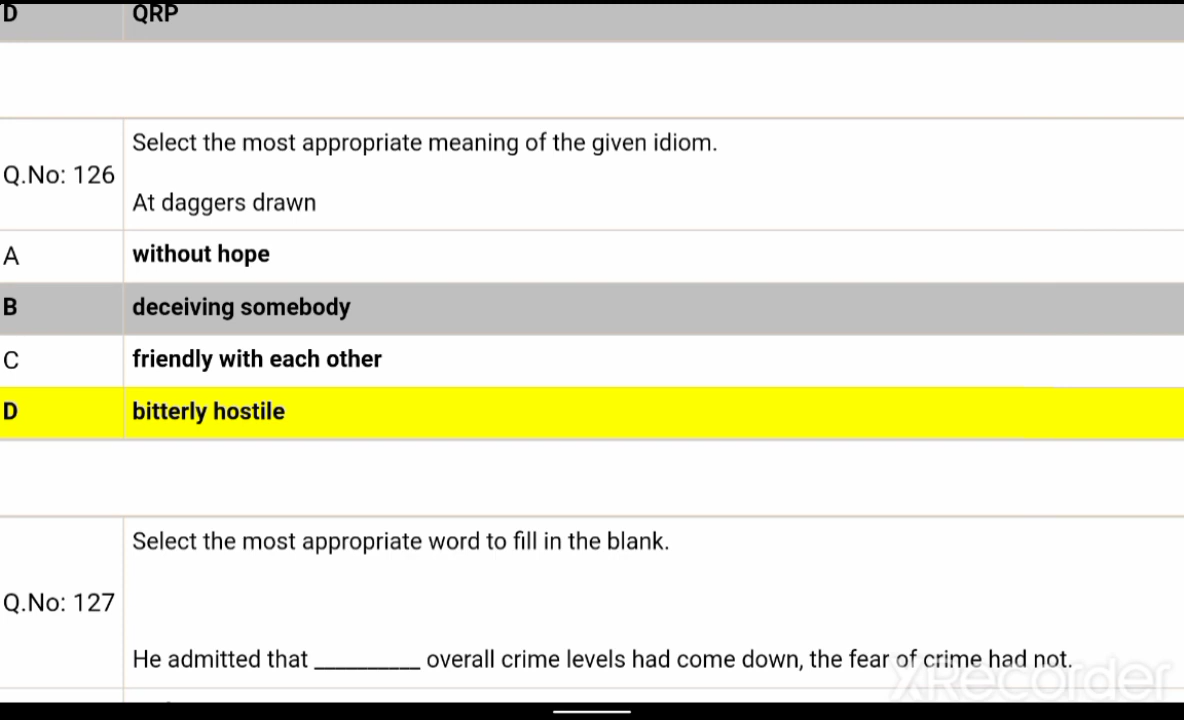 D QRP
Select the most appropriate meaning of the given idiom.
Q.No: 126
At daggers drawn
A without hope
B deceiving somebody
C friendly with each other
D bitterly hostile
Select the most appropriate word to fill in the blank.
Q.No: 127
He admitted that __________ overall crime levels had come down, the fear of crime had not.
XRecorder